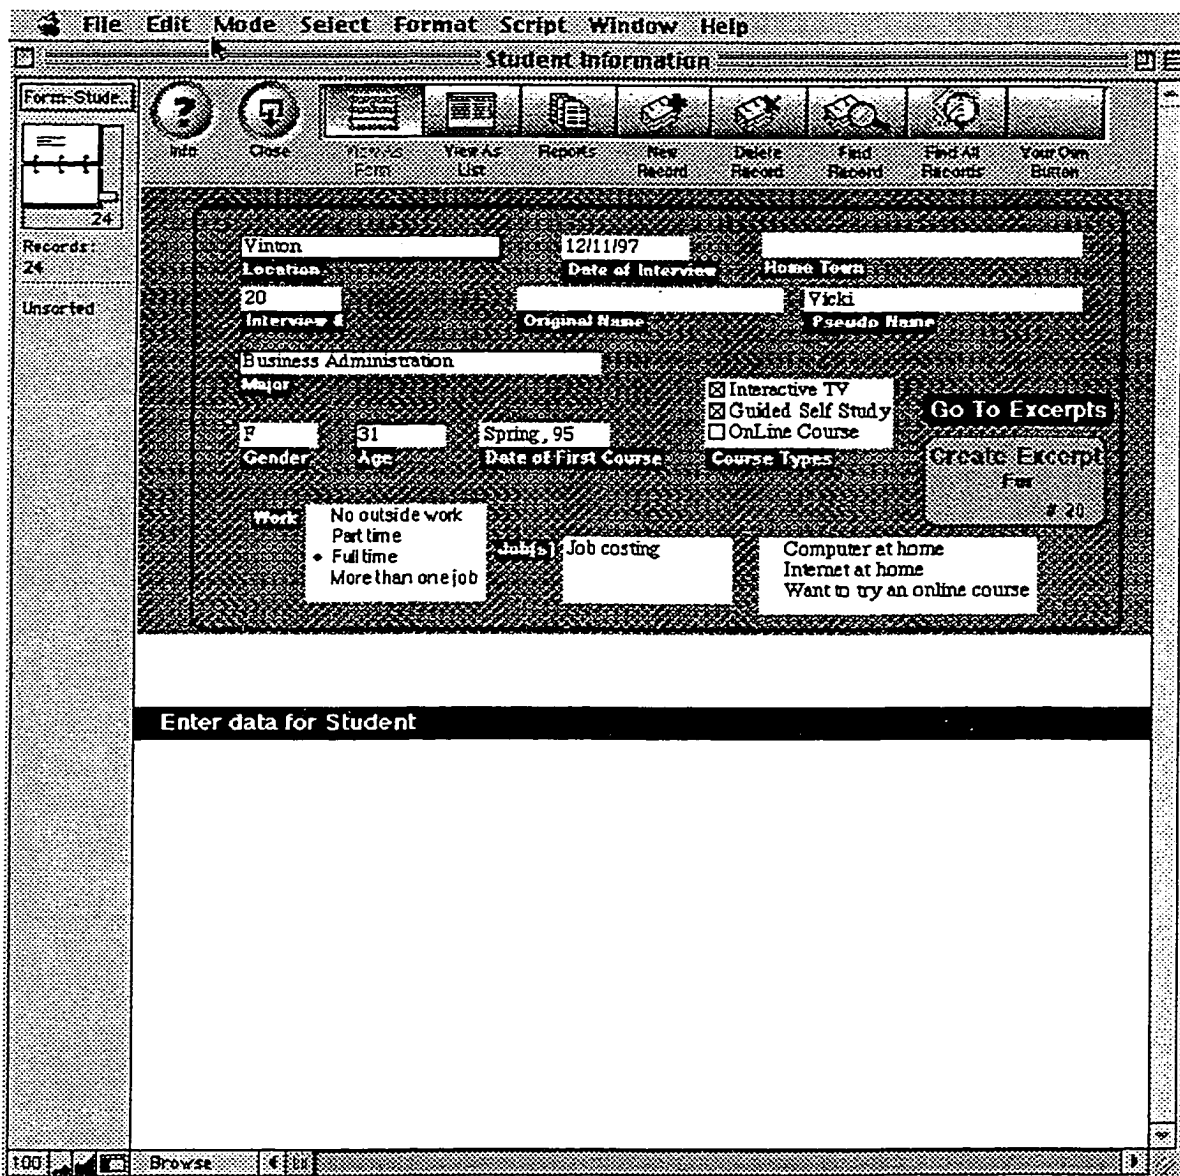 File Edit Mode Select Format Script Window Help
Student Information
Form-Stude..
Info Close View As Form View As List Reports New Record Delete Record Find Record Find All Records Your Own Button
24
Records:
24
Unsorted
Vinton 12/11/97
Location Date of Interview Home Town
20 Vicki
Interview # Original Name Pseudo Name
Business Administration
Major
☒ Interactive TV
☒ Guided Self Study
☐ OnLine Course
Course Types
Go To Excerpts
Create Excerpt
For
# 20
F 31 Spring, 95
Gender Age Date of First Course
Work
No outside work
Part time
Full time
More than one job
Job(s) Job costing
Computer at home
Internet at home
Want to try an online course
Enter data for Student
100 Browse